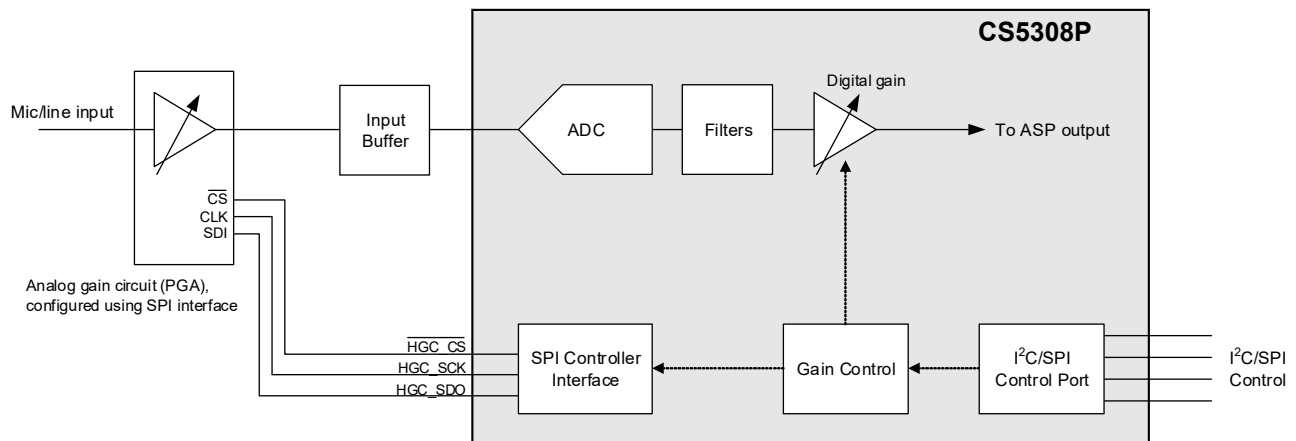 CS5308P
Digital gain
Mic/line input
Input
Buffer
ADC
Filters
To ASP output
CS
CLK
SDI
Analog gain circuit (PGA),
configured using SPI interface
HGC_CS
HGC_SCK
HGC_SDO
SPI Controller
Interface
Gain Control
I²C/SPI
Control Port
I²C/SPI
Control